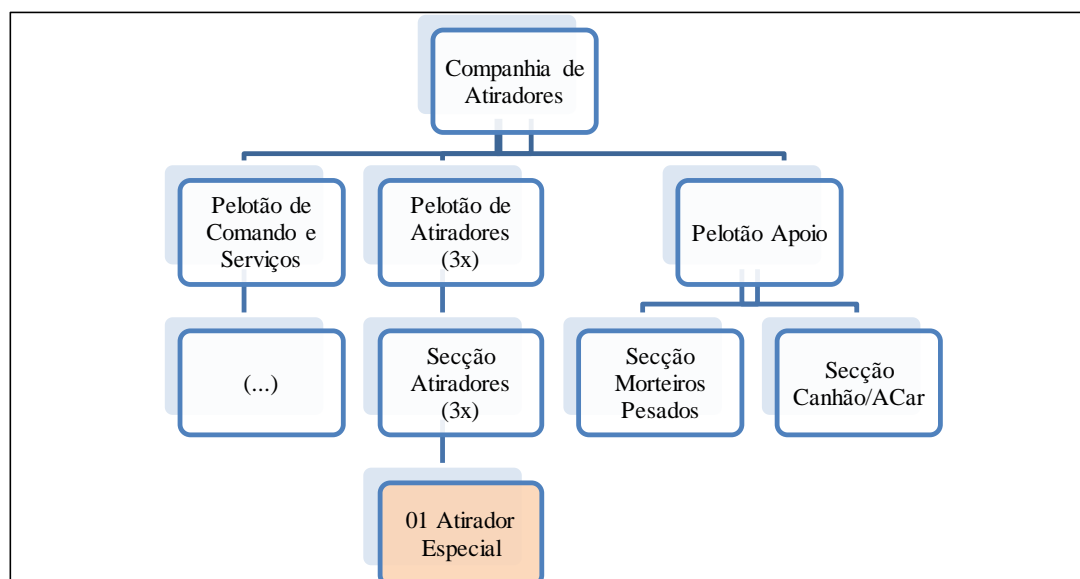 Companhia de
Atiradores
Pelotão de
Comando e
Serviços
Pelotão de
Atiradores
(3x)
Pelotão Apoio
(...)
Secção
Atiradores
(3x)
Secção
Morteiros
Pesados
Secção
Canhão/ACar
01 Atirador
Especial